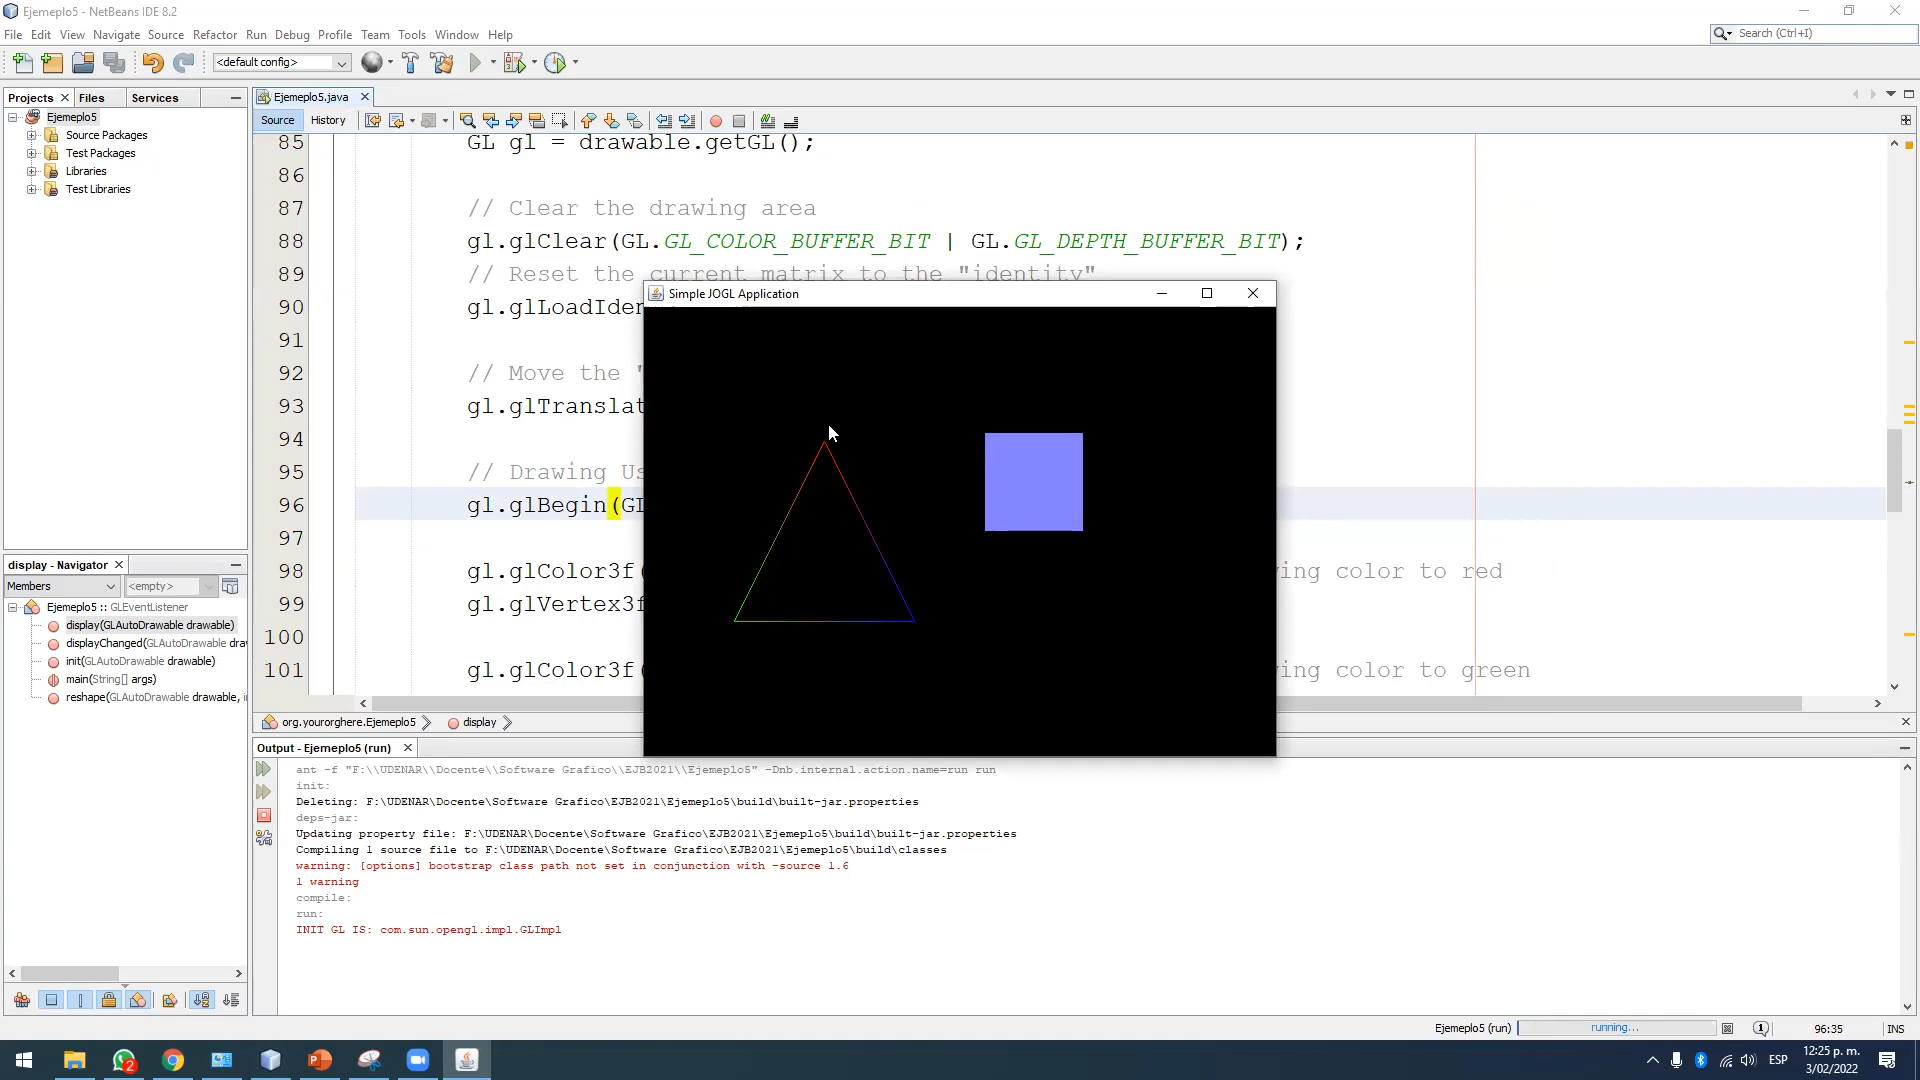 Ejemeplo5 - NetBeans IDE 8.2
File Edit View Navigate Source Refactor Run Debug Profile Team Tools Window Help
Search (Ctrl+I)
<default config>
Projects Files Services
Ejemeplo5
Source Packages
Test Packages
Libraries
Test Libraries
Ejemeplo5.java
Source History
85 GL gl = drawable.getGL();
86
87 // Clear the drawing area
88 gl.glClear(GL.GL_COLOR_BUFFER_BIT | GL.GL_DEPTH_BUFFER_BIT);
89 // Reset the current matrix to the "identity"
90 gl.glLoadIden
91
92 // Move the "
93 gl.glTranslat
94
95 // Drawing Us
96 gl.glBegin(GL
97
98 gl.glColor3f( ing color to red
99 gl.glVertex3f
100
101 gl.glColor3f( ing color to green
Simple JOGL Application
org.yourorghere.Ejemeplo5 display
display - Navigator
Members <empty>
Ejemeplo5 :: GLEventListener
display(GLAutoDrawable drawable)
displayChanged(GLAutoDrawable dra
init(GLAutoDrawable drawable)
main(String[] args)
reshape(GLAutoDrawable drawable, i
Output - Ejemeplo5 (run)
ant -f "F:\\UDENAR\\Docente\\Software Grafico\\EJB2021\\Ejemeplo5" -Dnb.internal.action.name=run run
init:
Deleting: F:\UDENAR\Docente\Software Grafico\EJB2021\Ejemeplo5\build\built-jar.properties
deps-jar:
Updating property file: F:\UDENAR\Docente\Software Grafico\EJB2021\Ejemeplo5\build\built-jar.properties
Compiling 1 source file to F:\UDENAR\Docente\Software Grafico\EJB2021\Ejemeplo5\build\classes
warning: [options] bootstrap class path not set in conjunction with -source 1.6
1 warning
compile:
run:
INIT GL IS: com.sun.opengl.impl.GLImpl
Ejemeplo5 (run) running... 1 96:35 INS
2 ESP 12:25 p. m.
3/02/2022